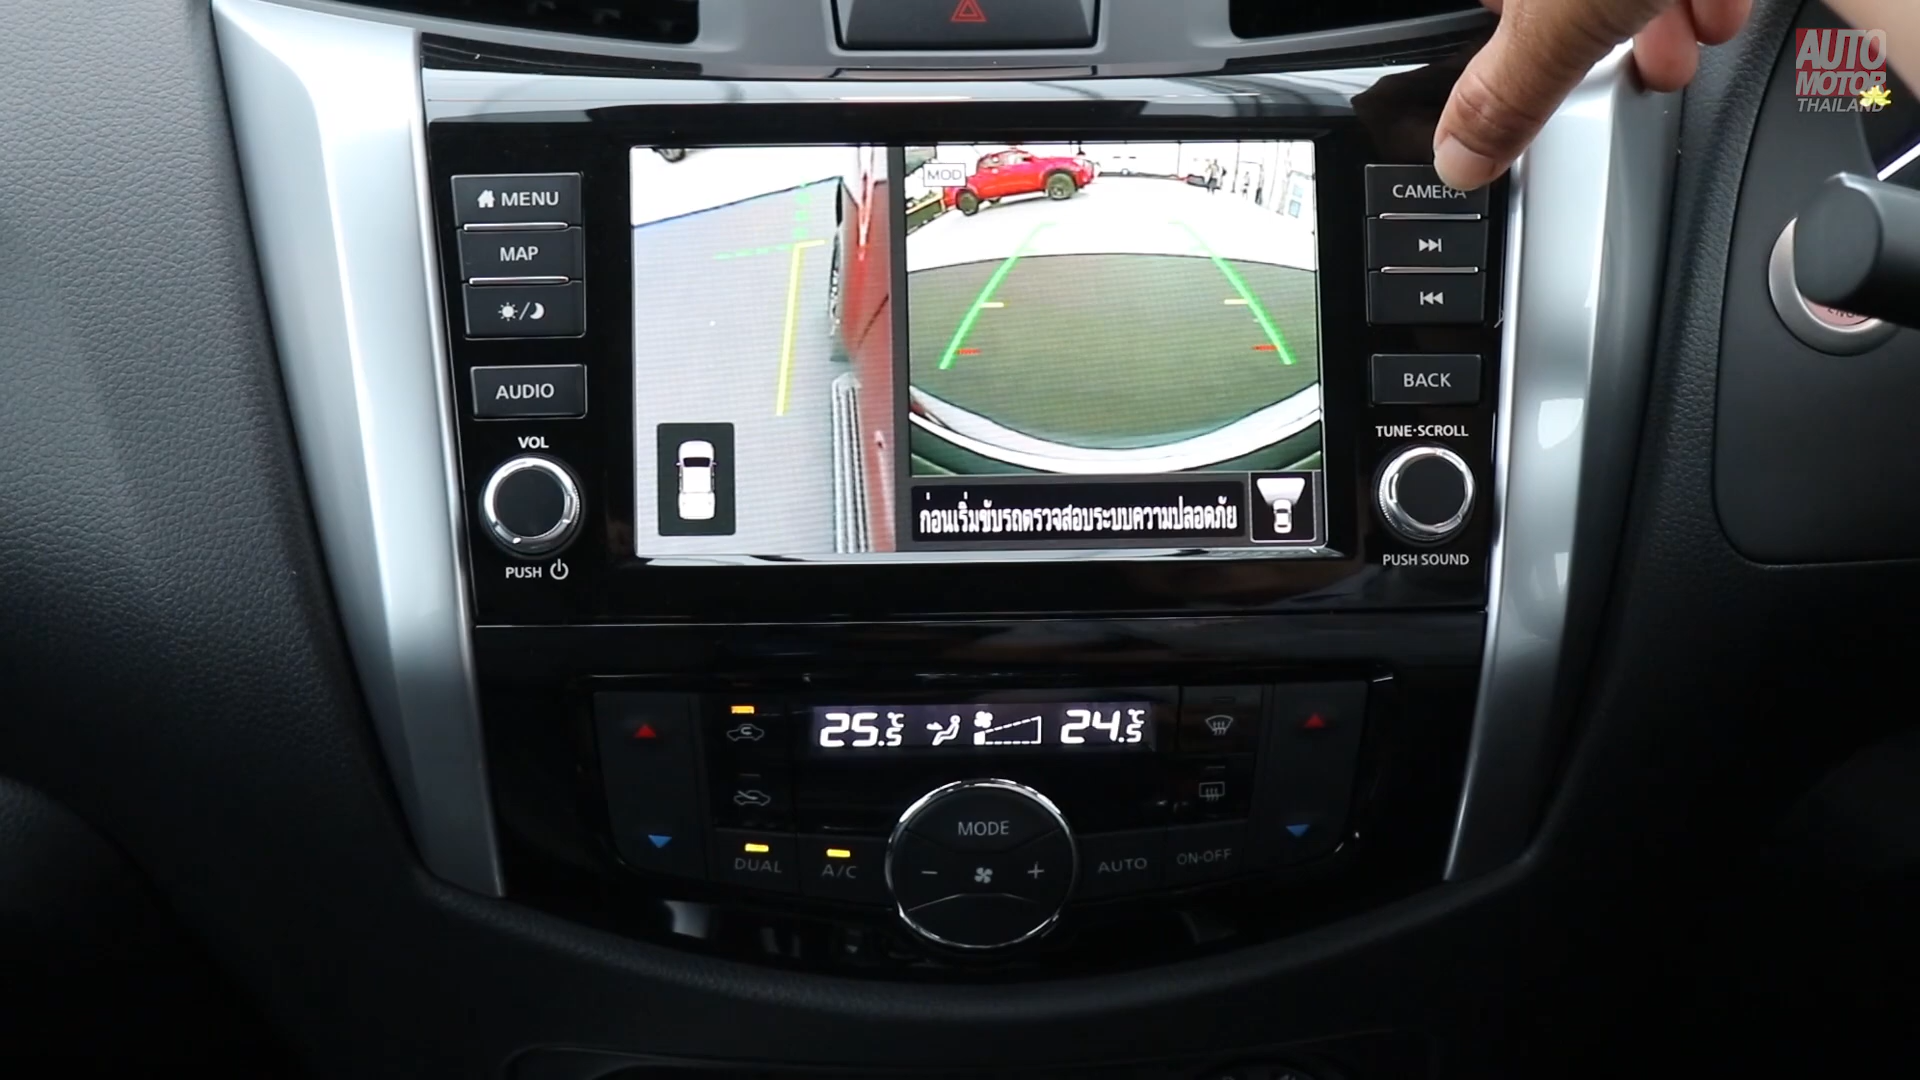 AUTO
MOTOR
THAILAND
MENU
MAP
AUDIO
VOL
PUSH
MOD
ก่อนเริ่มขับรถตรวจสอบระบบความปลอดภัย
CAMERA
BACK
TUNE·SCROLL
PUSH SOUND
25.5°C
24.5°C
MODE
DUAL
A/C
- +
AUTO
ON·OFF